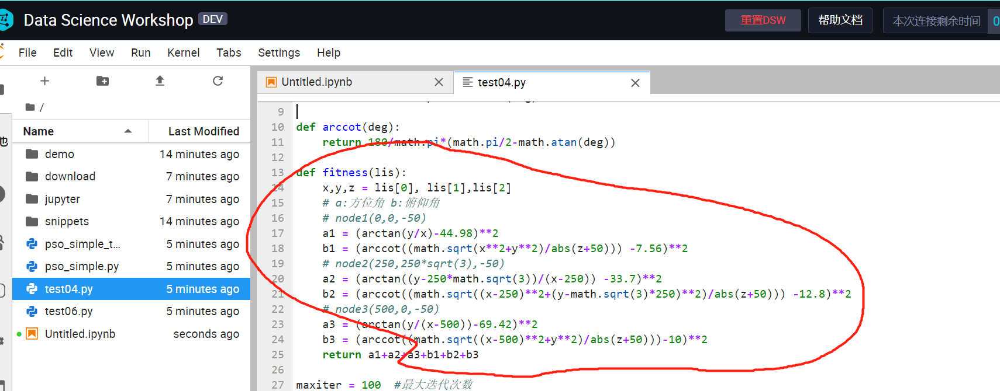 Data Science Workshop DEV
重置DSW
帮助文档
本次连接剩余时间
File Edit View Run Kernel Tabs Settings Help
Untitled.ipynb
test04.py
/
Name Last Modified
demo 14 minutes ago
download 7 minutes ago
jupyter 7 minutes ago
snippets 14 minutes ago
pso_simple_t... 5 minutes ago
pso_simple.py 5 minutes ago
test04.py 5 minutes ago
test06.py 5 minutes ago
Untitled.ipynb seconds ago
9
10 def arccot(deg):
11     return 180/math.pi*(math.pi/2-math.atan(deg))
12
13 def fitness(lis):
14     x,y,z = lis[0], lis[1],lis[2]
15     # a:方位角 b:俯仰角
16     # node1(0,0,-50)
17     a1 = (arctan(y/x)-44.98)**2
18     b1 = (arccot((math.sqrt(x**2+y**2)/abs(z+50))) -7.56)**2
19     # node2(250,250*sqrt(3),-50)
20     a2 = (arctan((y-250*math.sqrt(3))/(x-250)) -33.7)**2
21     b2 = (arccot((math.sqrt((x-250)**2+(y-math.sqrt(3)*250)**2)/abs(z+50))) -12.8)**2
22     # node3(500,0,-50)
23     a3 = (arctan(y/(x-500))-69.42)**2
24     b3 = (arccot((math.sqrt((x-500)**2+y**2)/abs(z+50)))-10)**2
25     return a1+a2+a3+b1+b2+b3
26
27 maxiter = 100  #最大迭代次数